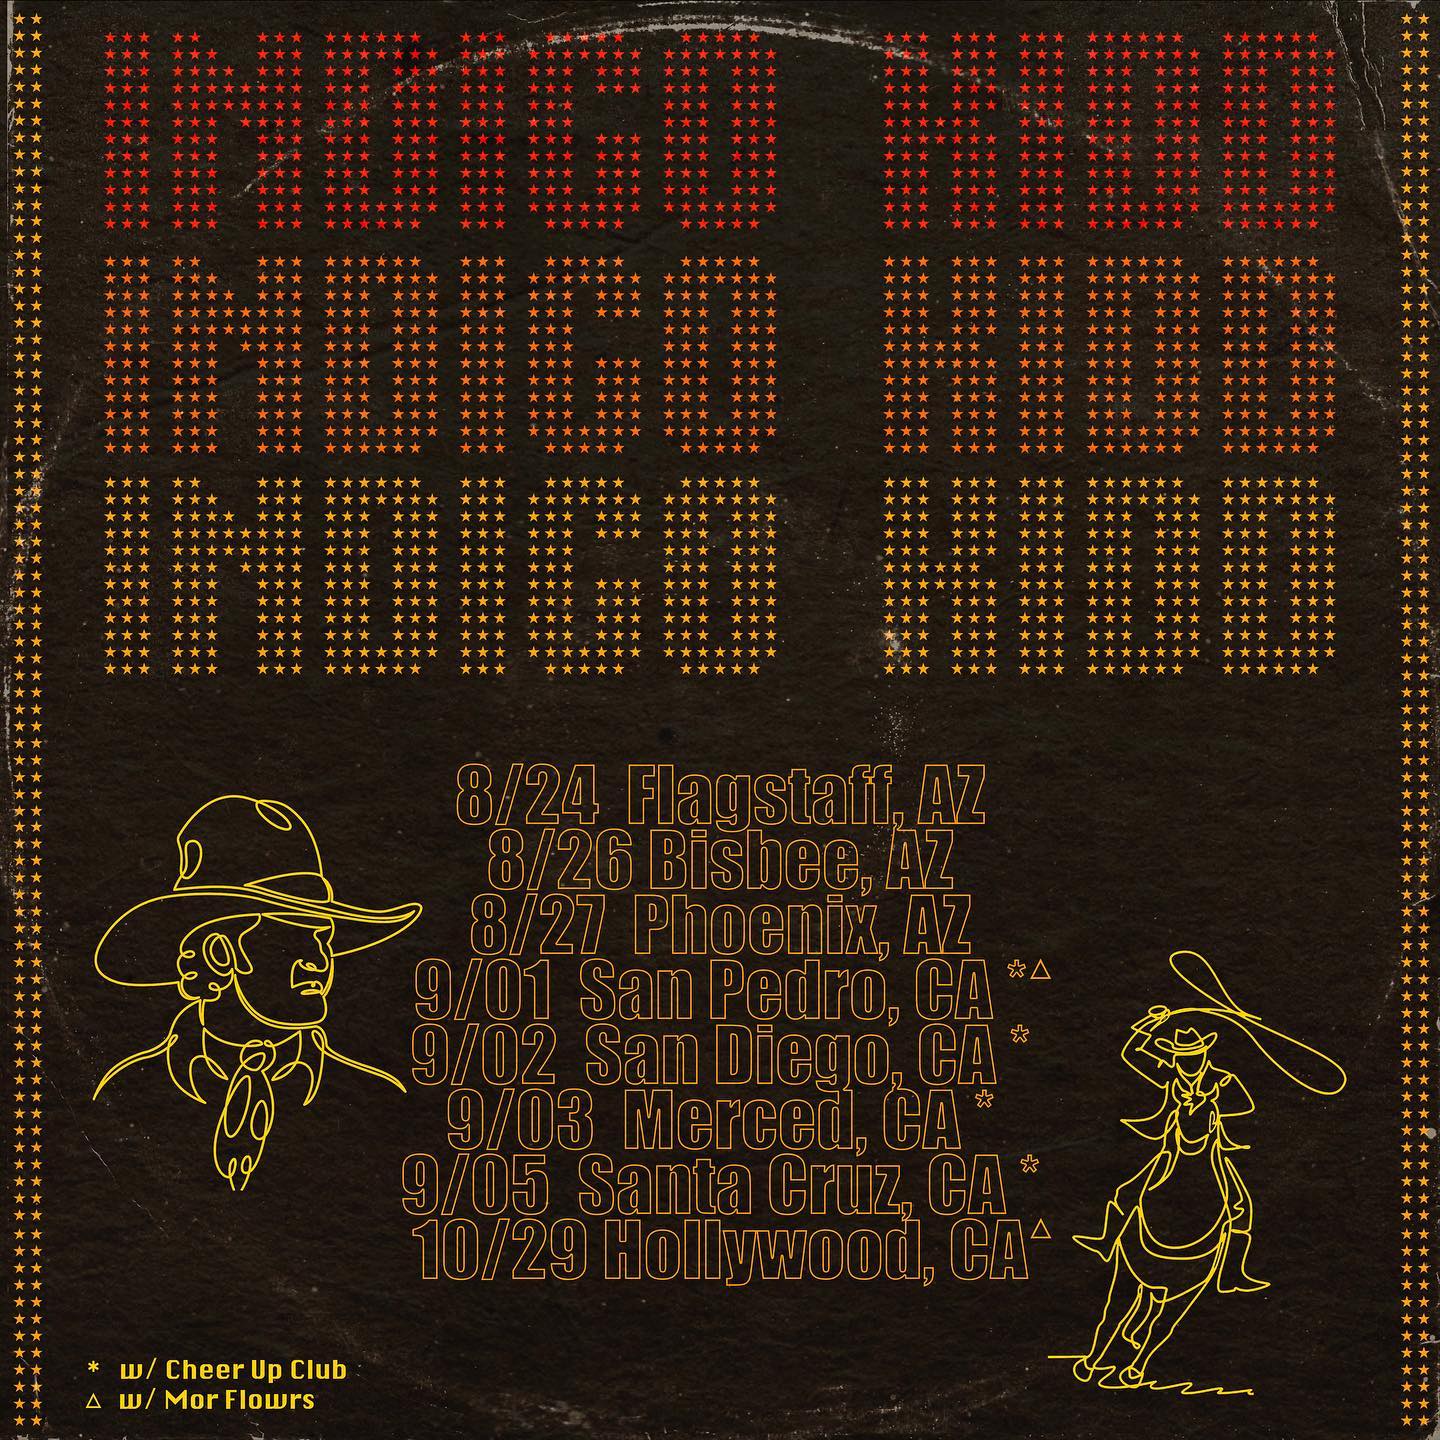 INDIGO KIDD
INDIGO KIDD
INDIGO KIDD
8/24 Flagstaff, AZ
8/26 Bisbee, AZ
8/27 Phoenix, AZ
9/01 San Pedro, CA *△
9/02 San Diego, CA *
9/03 Merced, CA *
9/05 Santa Cruz, CA *
10/29 Hollywood, CA △
* w/ Cheer Up Club
△ w/ Mor Flowrs